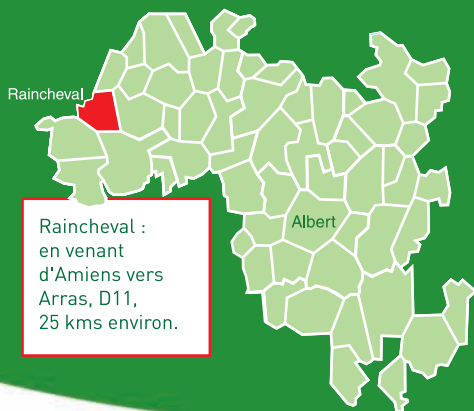 Raincheval
Albert
Raincheval :
en venant
d'Amiens vers
Arras, D11,
25 kms environ.